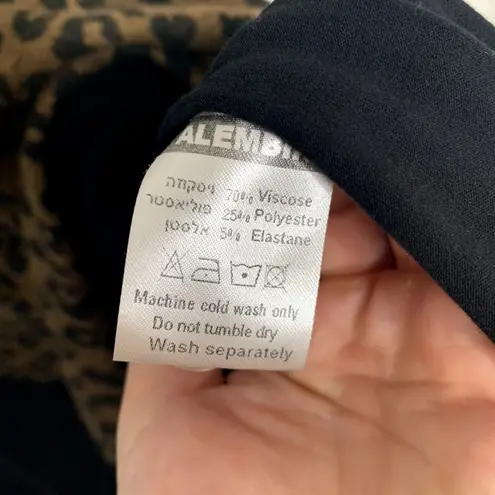 ויסקוזה 70% Viscose
פוליאסטר 25% Polyester
אלסטן 5% Elastane
Machine cold wash only
Do not tumble dry
Wash separately